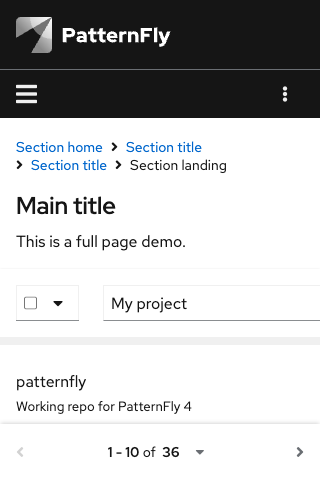 PatternFly
Section home > Section title
> Section title > Section landing
Main title
This is a full page demo.
My project
patternfly
Working repo for PatternFly 4
1 - 10 of 36